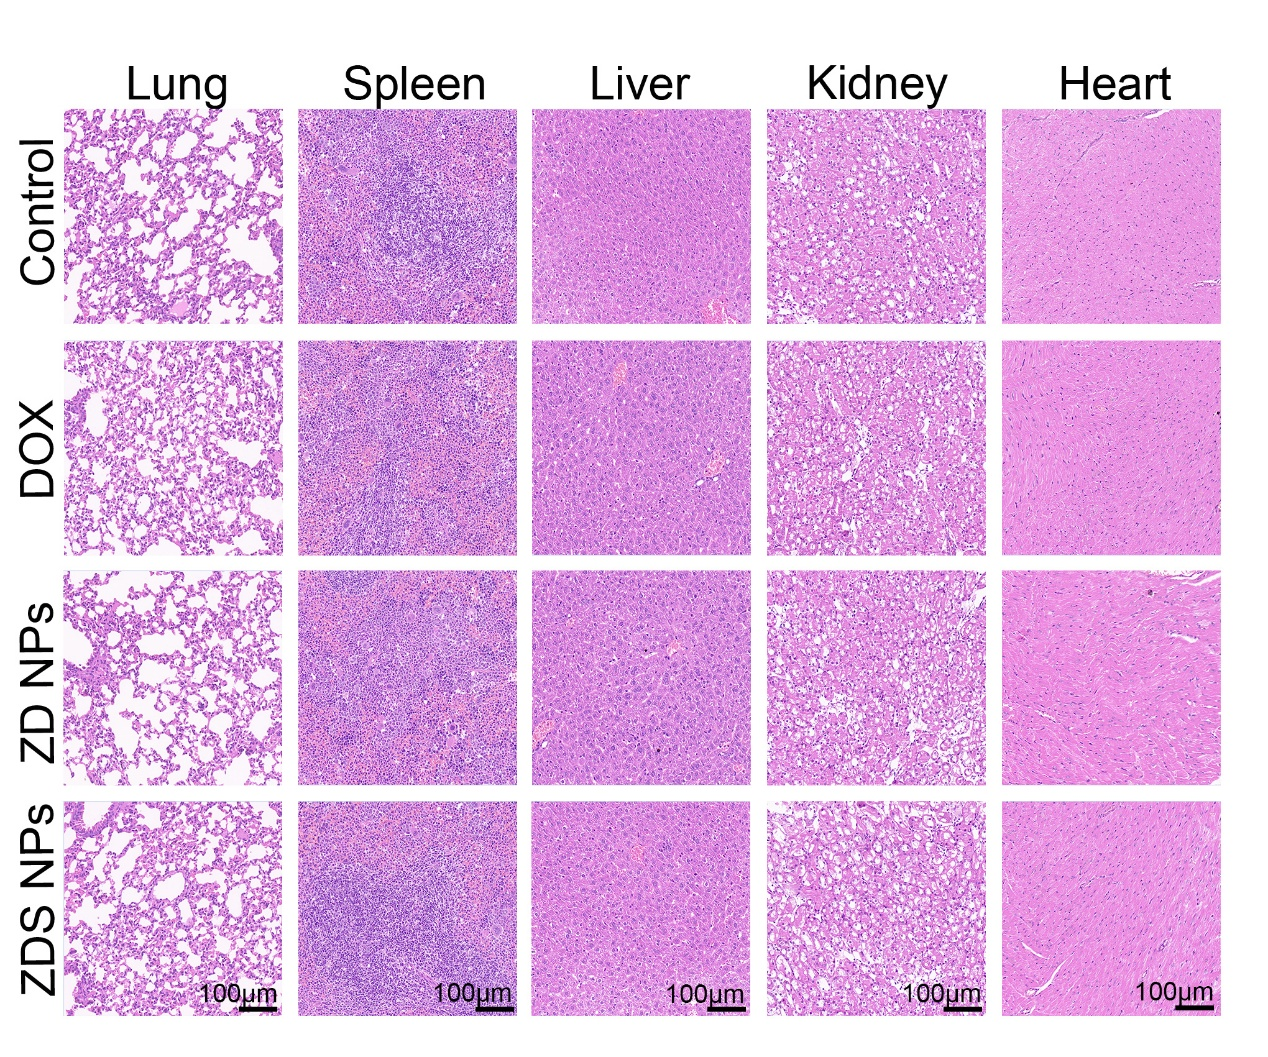 Lung Spleen Liver Kidney Heart
Control
DOX
ZD NPs
ZDS NPs
100μm 100μm 100μm 100μm 100μm